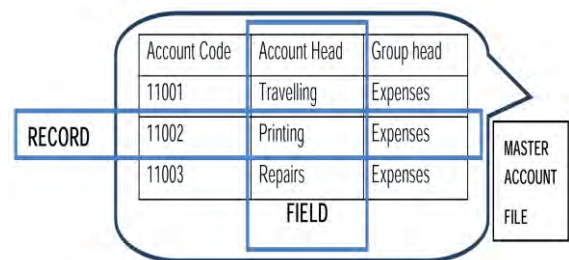 Account Code Account Head Group head
11001 Travelling Expenses
RECORD 11002 Printing Expenses
11003 Repairs Expenses
FIELD
MASTER
ACCOUNT
FILE